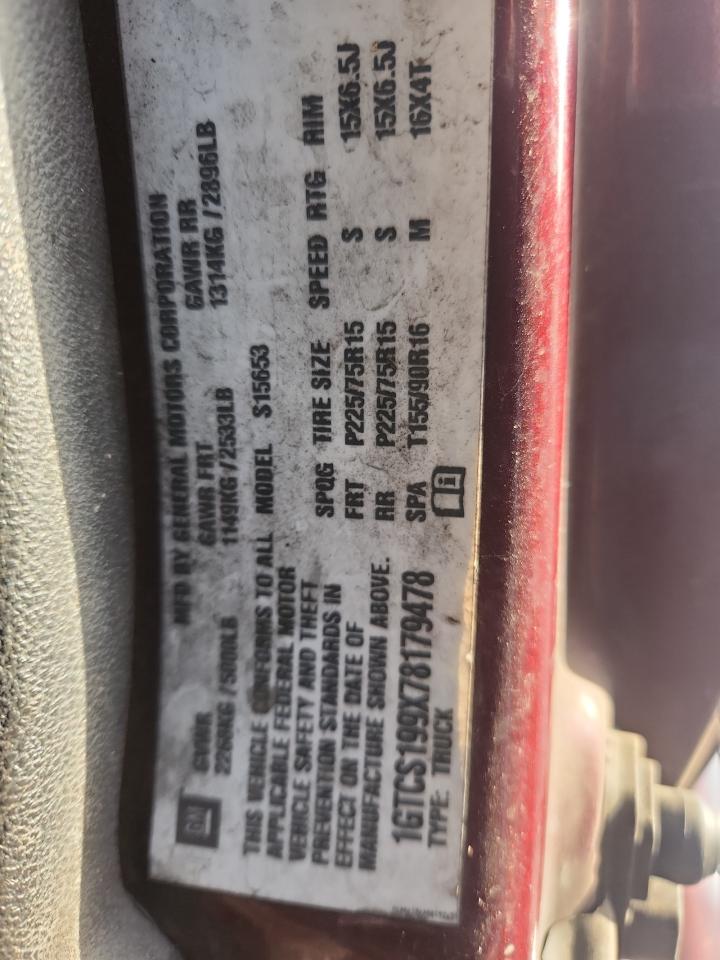 GM
MFD BY GENERAL MOTORS CORPORATION
GVWR GAWR FRT GAWR RR
2268KG /5000LB 1149KG /2533LB 1314KG /2896LB
THIS VEHICLE CONFORMS TO ALL
APPLICABLE FEDERAL MOTOR
VEHICLE SAFETY AND THEFT
PREVENTION STANDARDS IN
EFFECT ON THE DATE OF
MANUFACTURE SHOWN ABOVE.
1GTCS199X78179478
TYPE: TRUCK
MODEL S15653
SPQG TIRE SIZE SPEED RTG RIM
FRT P225/75R15 S 15X6.5J
RR P225/75R15 S 15X6.5J
SPA T155/90R16 M 16X4T
i